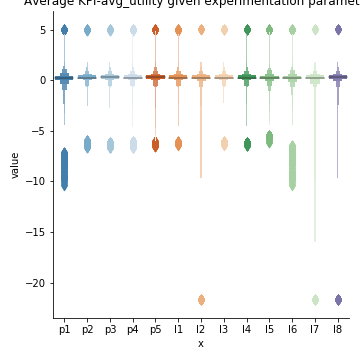 Average KPI-avg_utility given experimentation paramet
5
0
−5
−10
−15
−20
value
p1 p2 p3 p4 p5 l1 l2 l3 l4 l5 l6 l7 l8
x